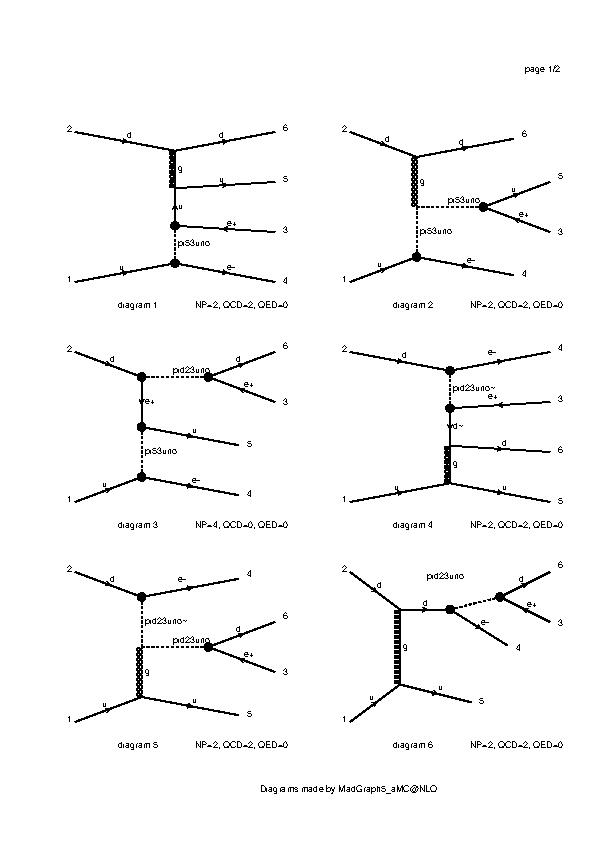 page 1/2
2 d d 6
g
u 5
u
e+ 3
pi53uno
1 u e- 4
diagram 1 NP=2, QCD=2, QED=0
2 d d 6
g
pi53uno u 5
e+ 3
pi53uno
1 u e- 4
diagram 2 NP=2, QCD=2, QED=0
2 d pid23uno d 6
e+ 3
e+
u 5
pi53uno
1 u e- 4
diagram 3 NP=4, QCD=0, QED=0
2 d e- 4
pid23uno~
e+ 3
d~
d 6
g
1 u u 5
diagram 4 NP=2, QCD=2, QED=0
2 d e- 4
pid23uno~
pid23uno d 6
e+ 3
g
1 u u 5
diagram 5 NP=2, QCD=2, QED=0
2 d pid23uno d 6
d e+ 3
e- 4
g
1 u u 5
diagram 6 NP=2, QCD=2, QED=0
Diagrams made by MadGraph5_aMC@NLO